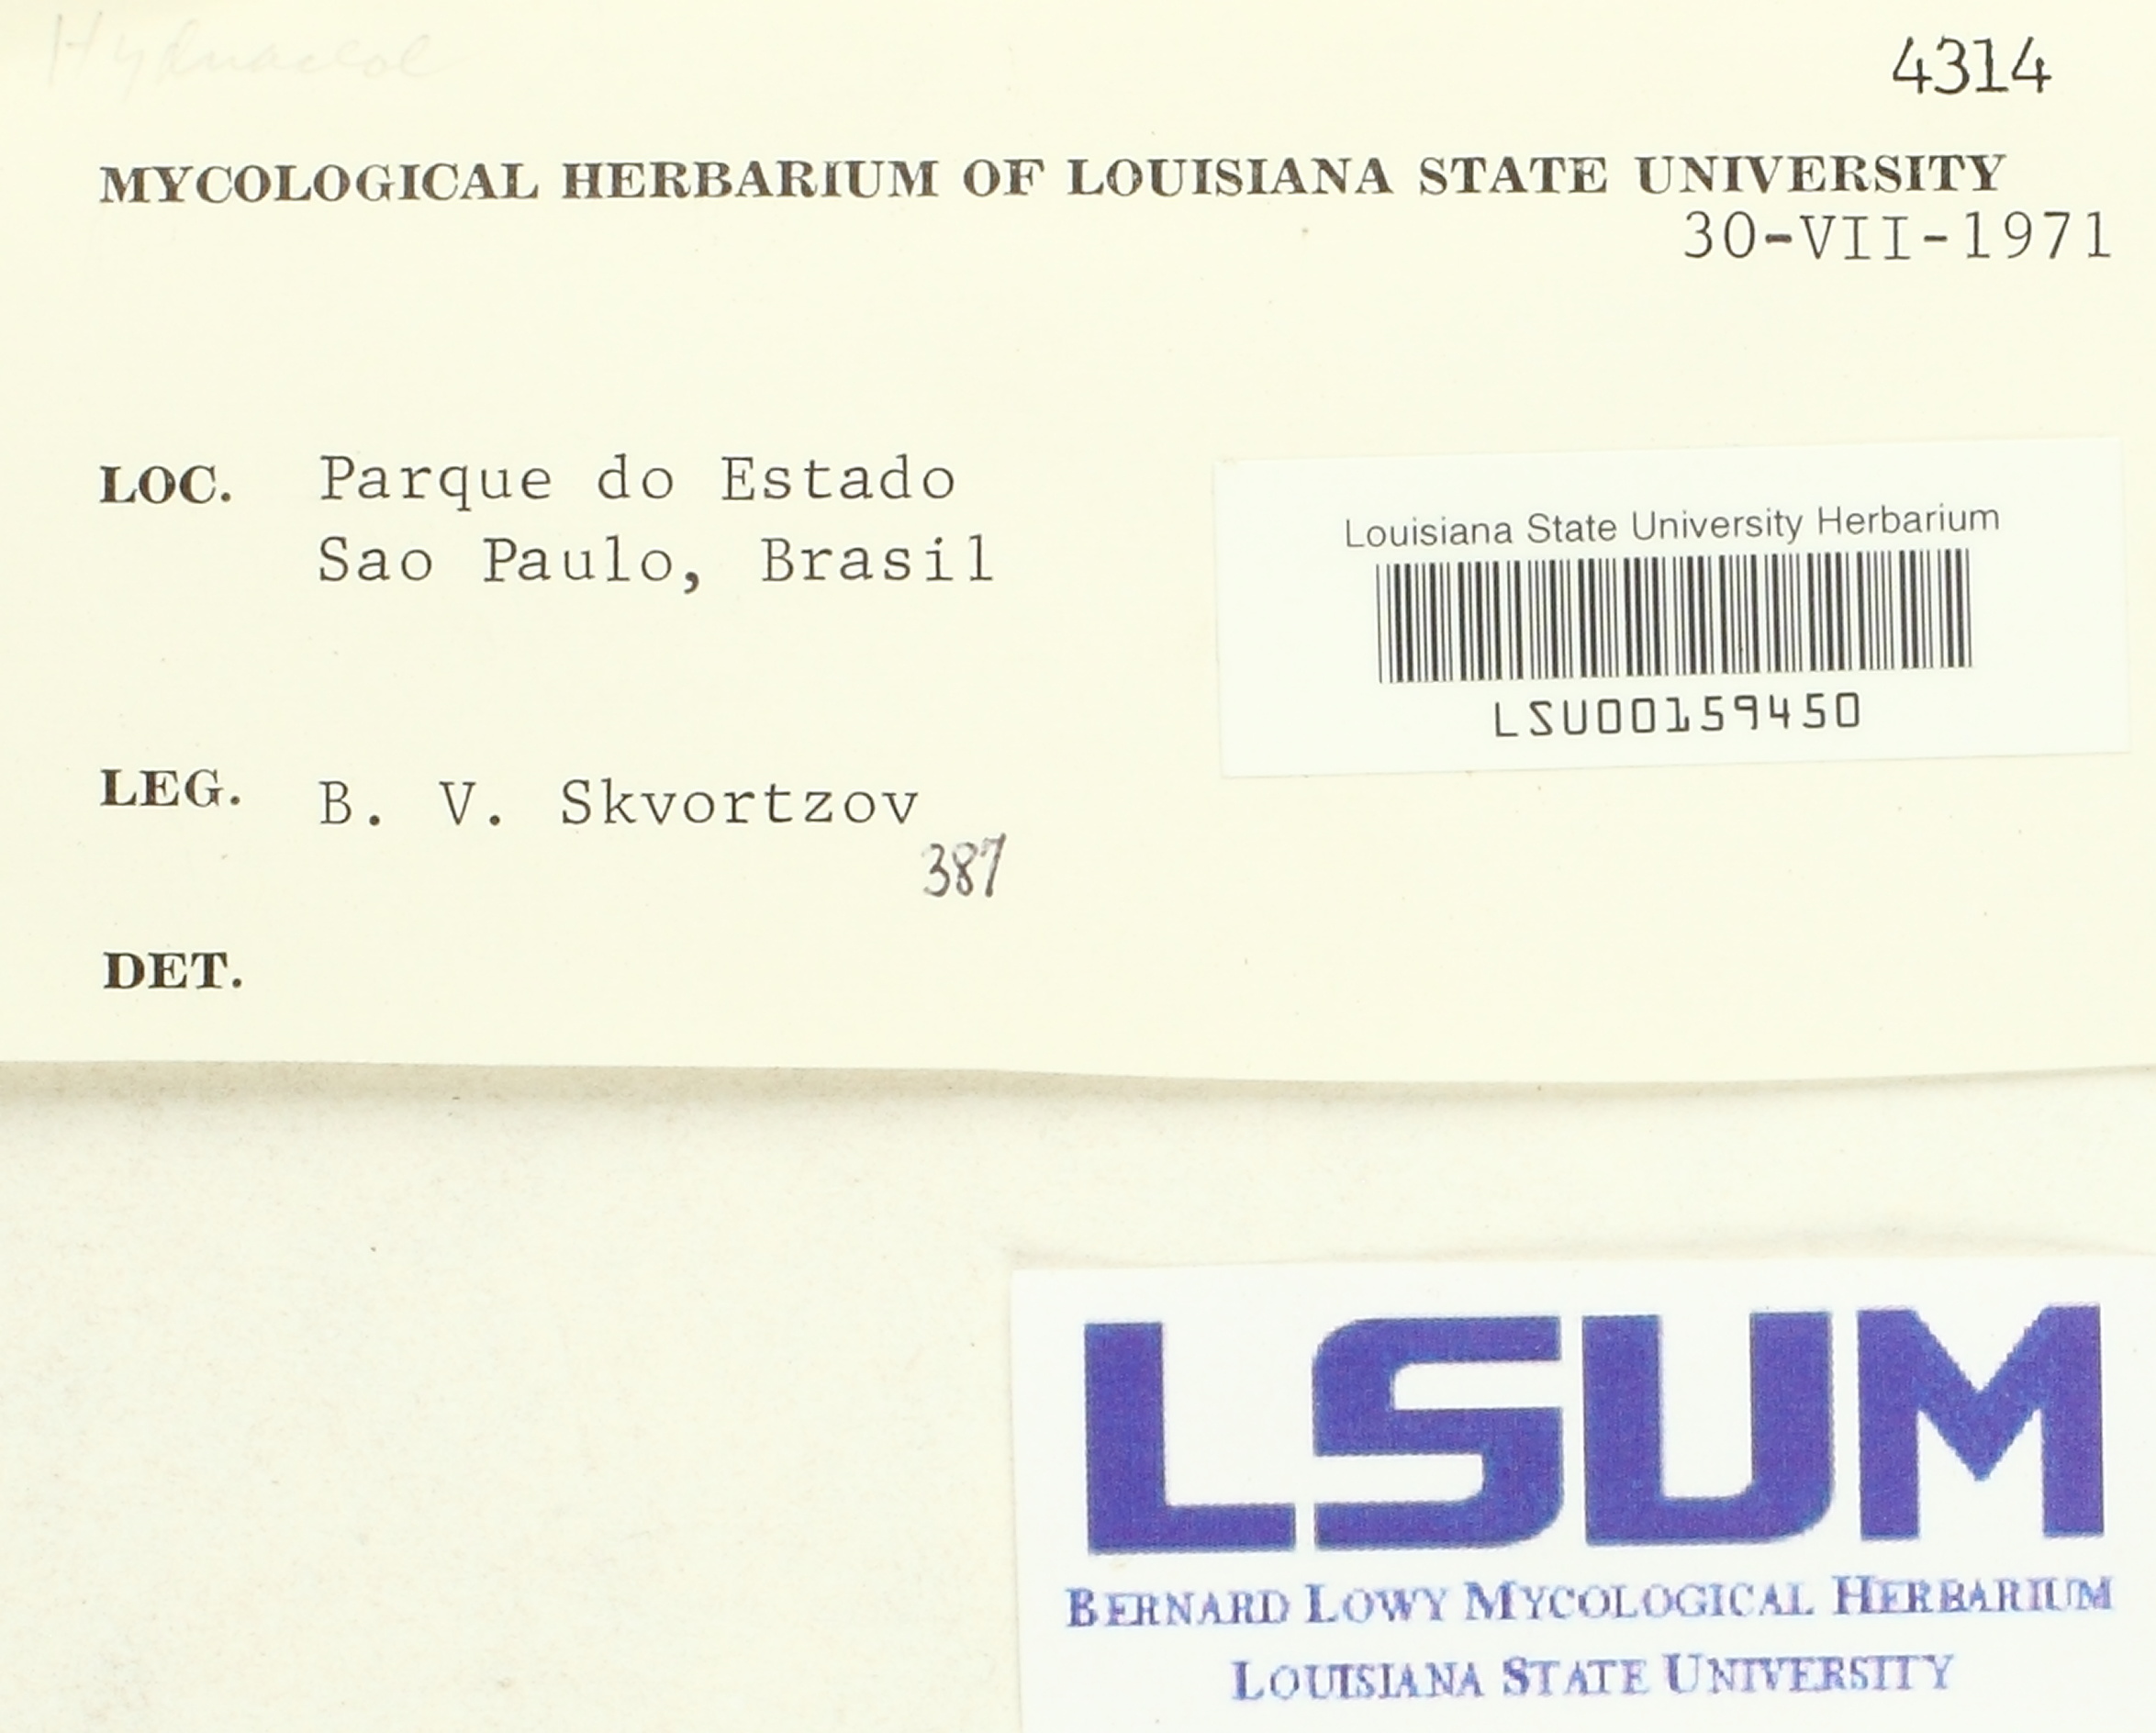 4314
MYCOLOGICAL HERBARIUM OF LOUISIANA STATE UNIVERSITY
30-VII-1971
LOC. Parque do Estado
Sao Paulo, Brasil
Louisiana State University Herbarium
LSU00159450
LEG. B. V. Skvortzov
387
DET.
LSUM
BERNARD LOWY MYCOLOGICAL HERBARIUM
LOUISIANA STATE UNIVERSITY